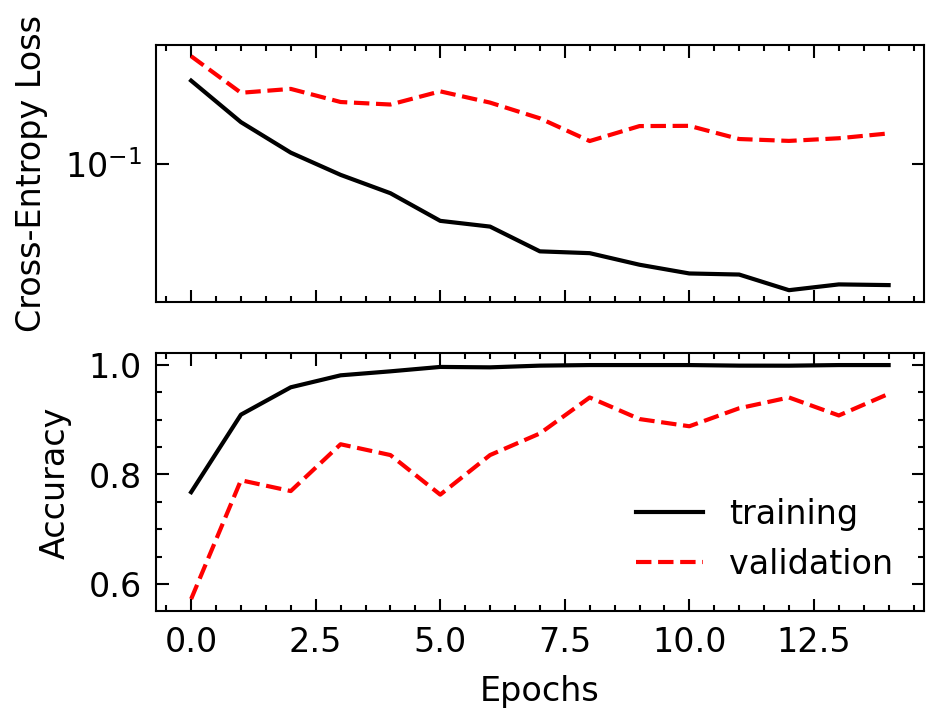 Cross-Entropy Loss
10⁻¹
Accuracy
1.0
0.8
0.6
training
validation
0.0 2.5 5.0 7.5 10.0 12.5
Epochs